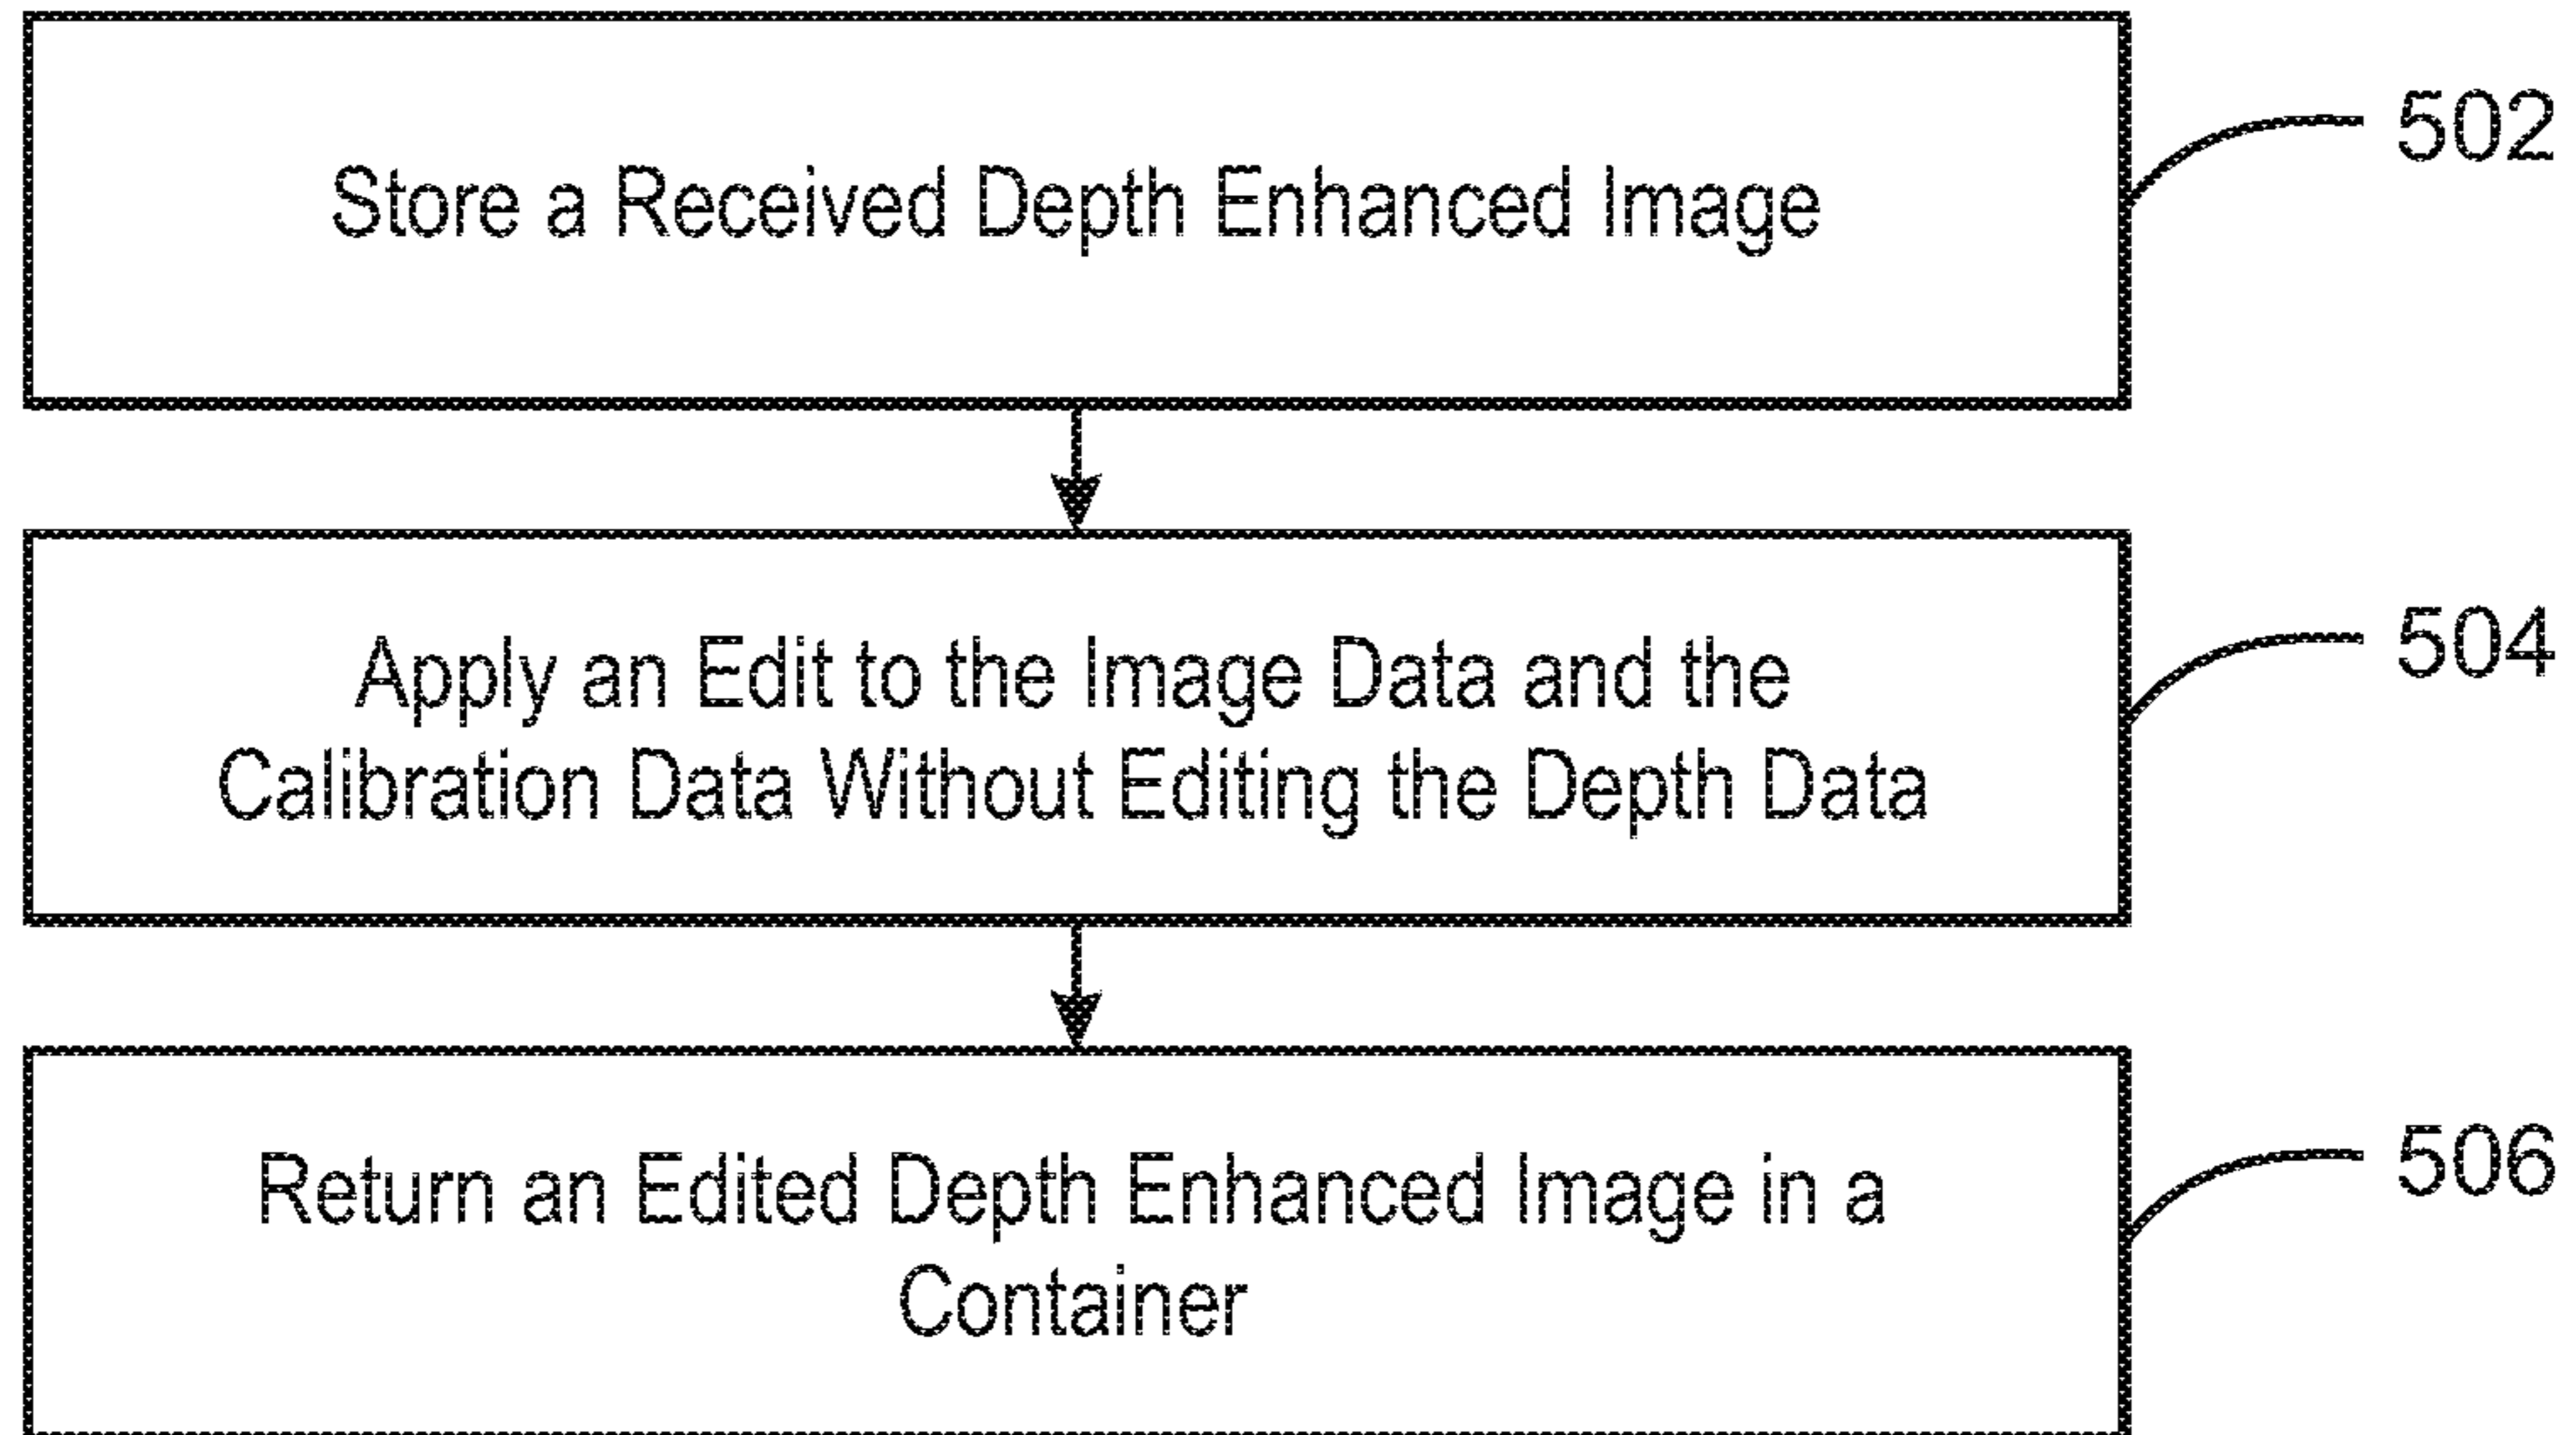 Store a Received Depth Enhanced Image
502
Apply an Edit to the Image Data and the
Calibration Data Without Editing the Depth Data
504
Return an Edited Depth Enhanced Image in a
Container
506